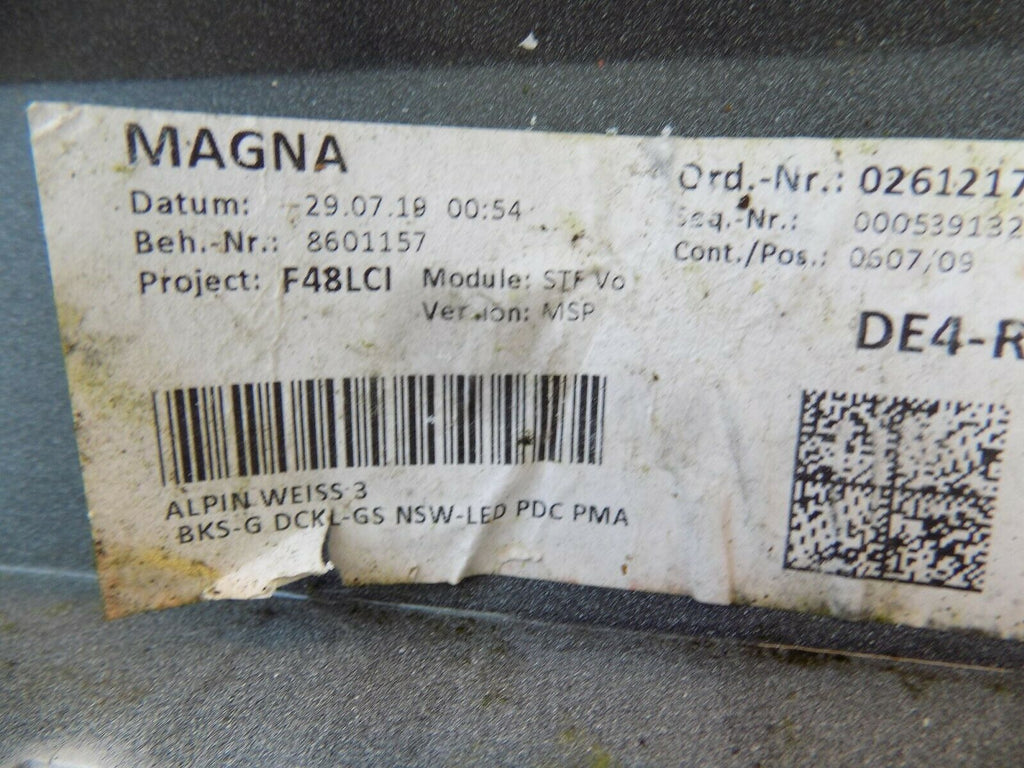 MAGNA
Datum: 29.07.19 00:54
Beh.-Nr.: 8601157
Project: F48LCI Module: STF Vo
Version: MSP
Ord.-Nr.: 0261217
Seq.-Nr.: 000539132
Cont./Pos.: 0607/09
DE4-R
ALPIN WEISS 3
BKS-G DCKL-GS NSW-LED PDC PMA